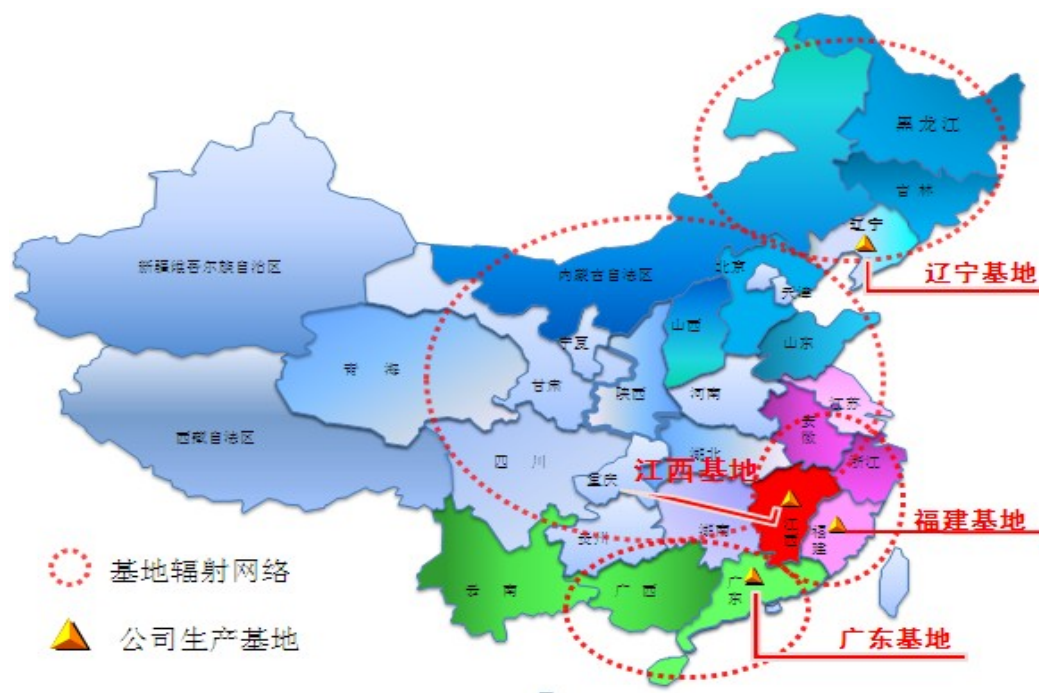 黑龙江
吉林
辽宁
辽宁基地
新疆维吾尔族自治区
内蒙古自治区
北京
天津
山西
山东
宁夏
青海
甘肃
陕西
河南
江苏
安徽
西藏自治区
四川
湖北
浙江
重庆
江西基地
湖南
江西
福建
福建基地
贵州
云南
广西
广东
广东基地
基地辐射网络
公司生产基地